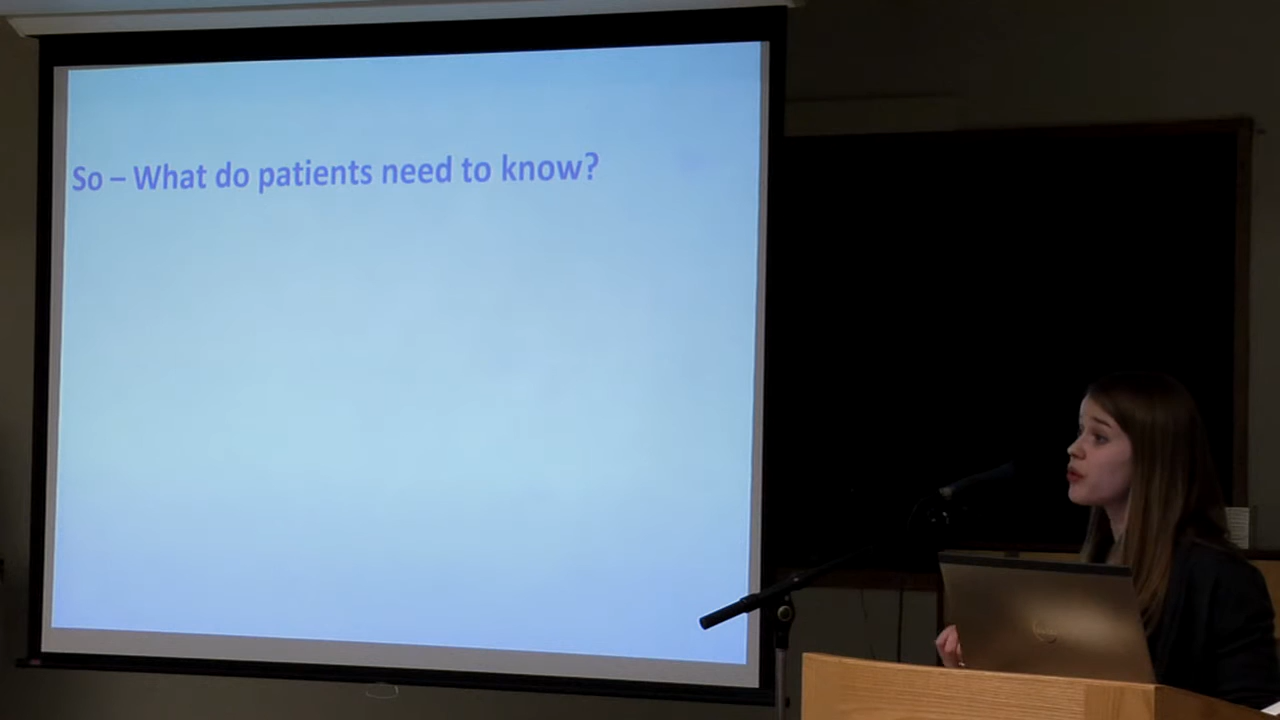 So – What do patients need to know?